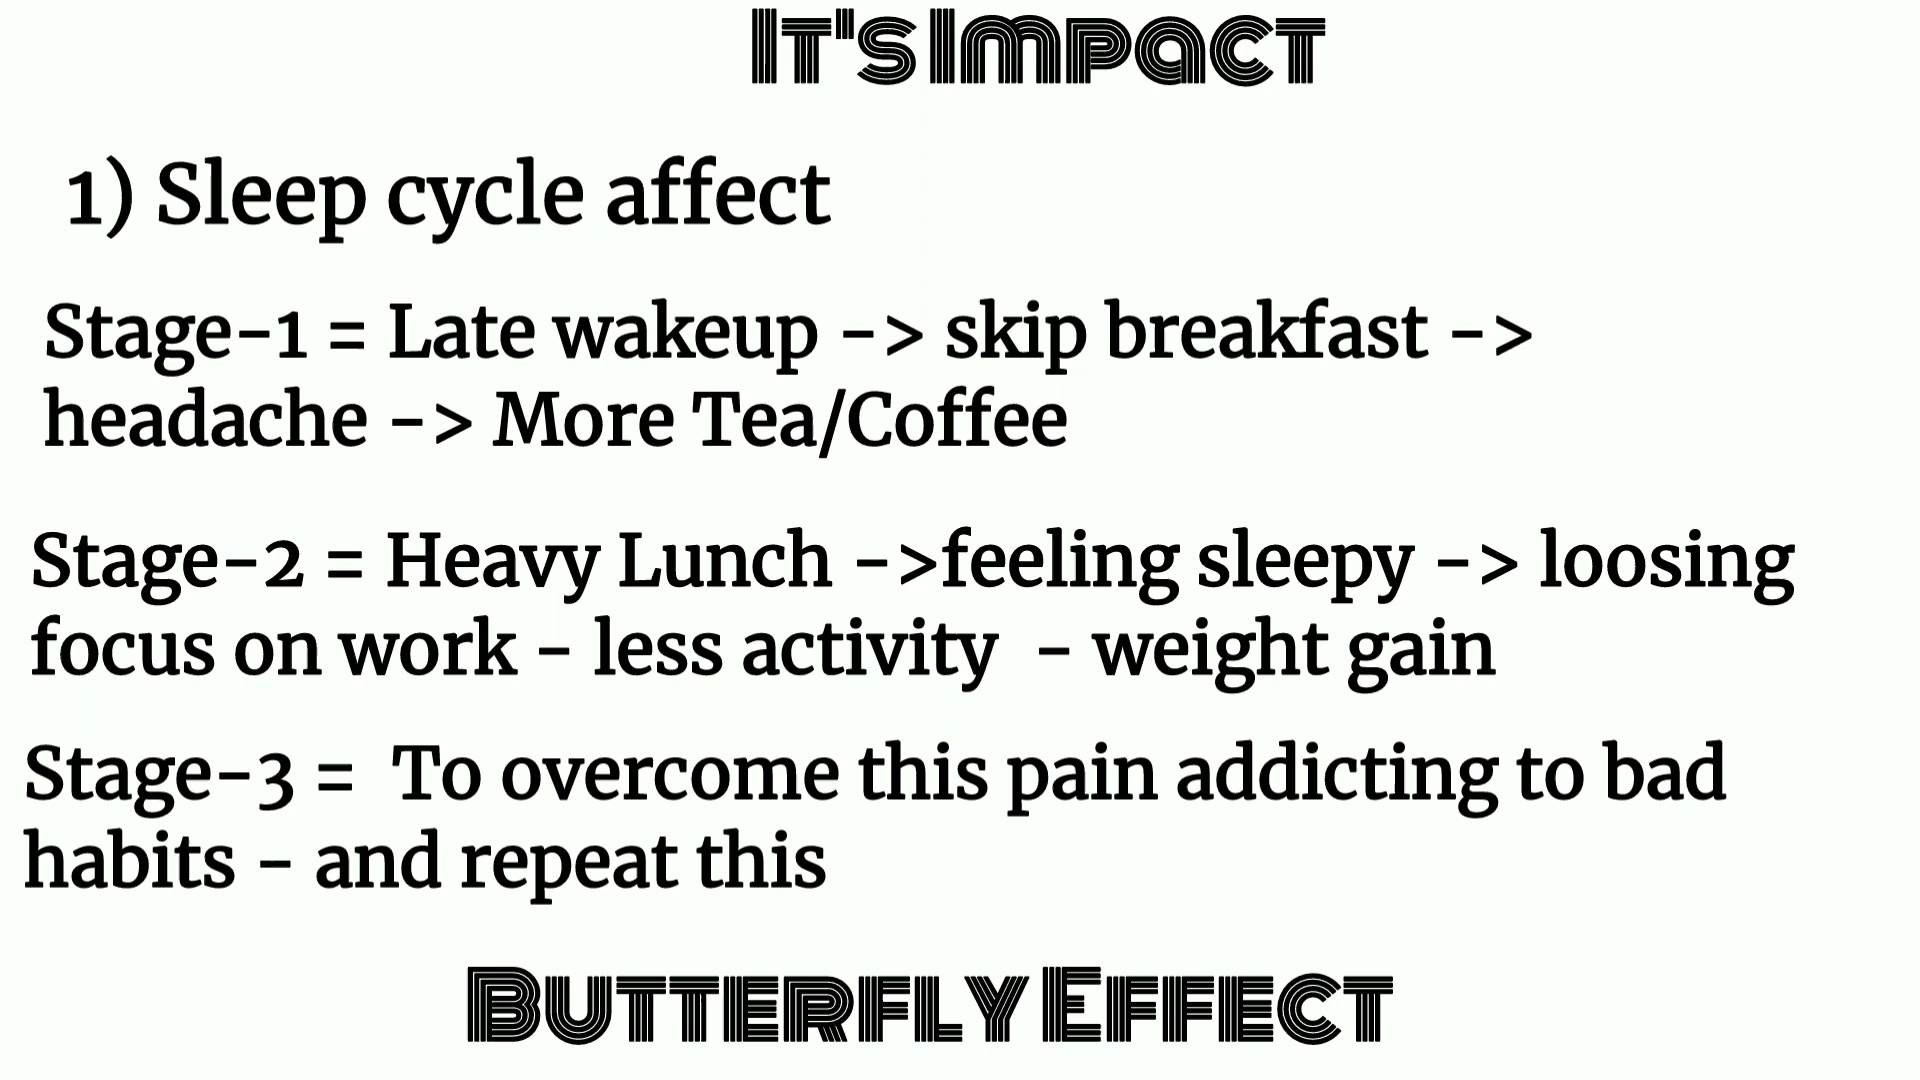 It's Impact
1) Sleep cycle affect
Stage-1 = Late wakeup -> skip breakfast ->
headache -> More Tea/Coffee
Stage-2 = Heavy Lunch ->feeling sleepy -> loosing
focus on work - less activity  - weight gain
Stage-3 =  To overcome this pain addicting to bad
habits - and repeat this
Butterfly Effect